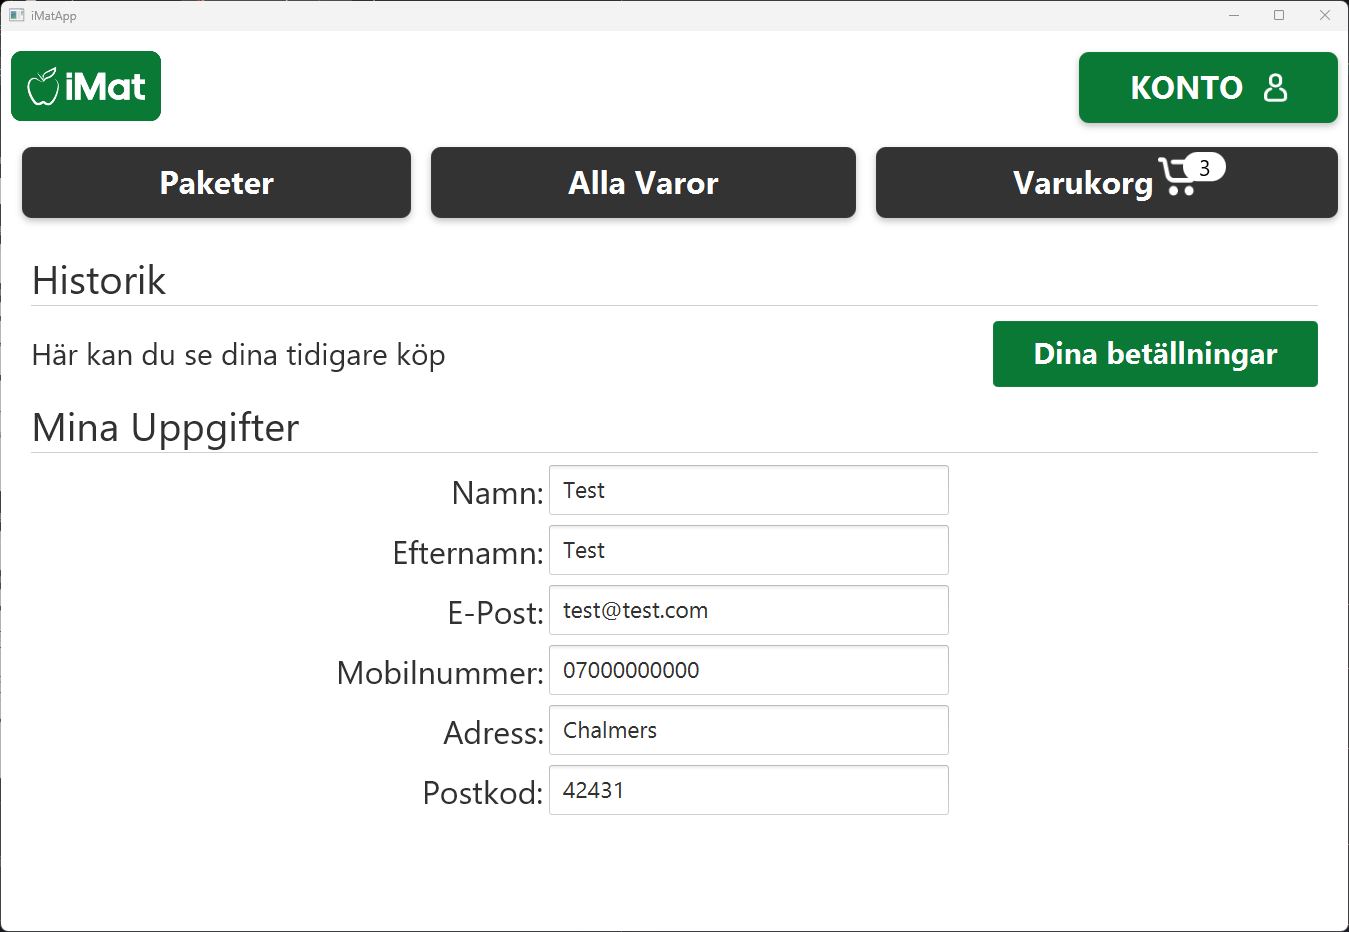 iMatApp
iMat
KONTO
Paketer
Alla Varor
Varukorg 3
Historik
Här kan du se dina tidigare köp
Dina betällningar
Mina Uppgifter
Namn: Test
Efternamn: Test
E-Post: test@test.com
Mobilnummer: 07000000000
Adress: Chalmers
Postkod: 42431